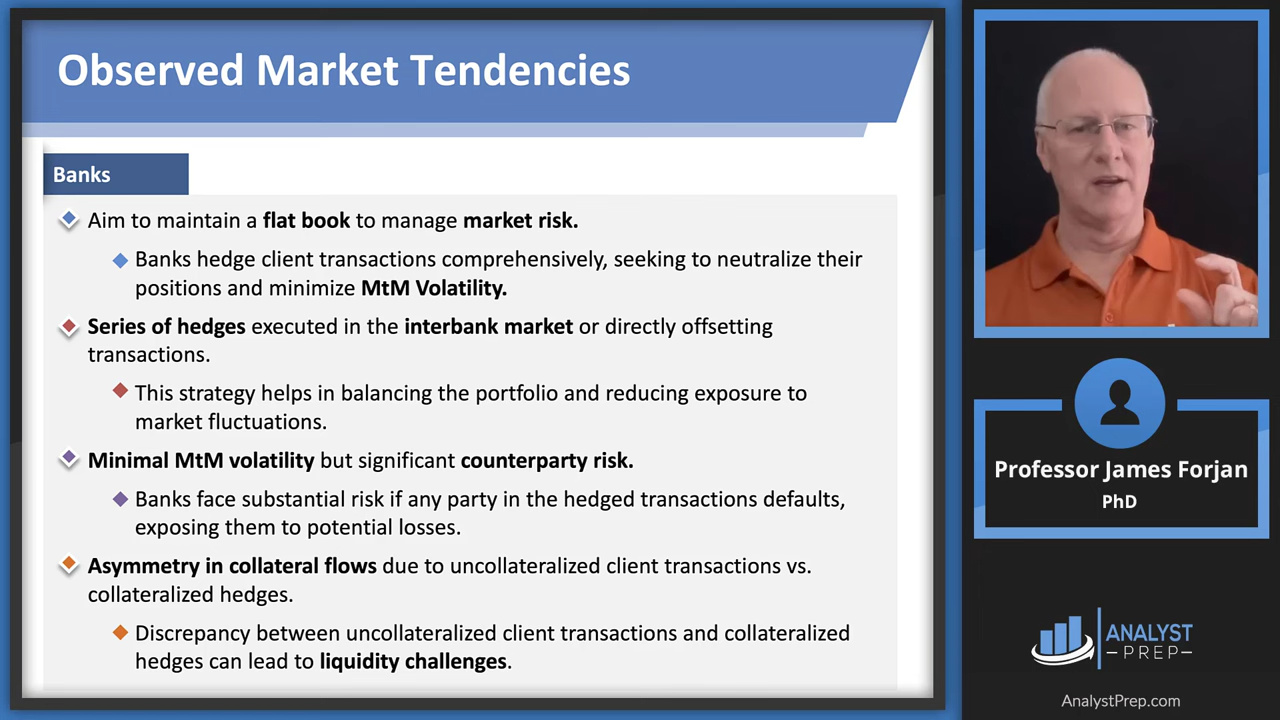 Observed Market Tendencies
Banks
Aim to maintain a flat book to manage market risk.
Banks hedge client transactions comprehensively, seeking to neutralize their
positions and minimize MtM Volatility.
Series of hedges executed in the interbank market or directly offsetting
transactions.
This strategy helps in balancing the portfolio and reducing exposure to
market fluctuations.
Minimal MtM volatility but significant counterparty risk.
Banks face substantial risk if any party in the hedged transactions defaults,
exposing them to potential losses.
Asymmetry in collateral flows due to uncollateralized client transactions vs.
collateralized hedges.
Discrepancy between uncollateralized client transactions and collateralized
hedges can lead to liquidity challenges.
Professor James Forjan
PhD
ANALYST
PREP
AnalystPrep.com